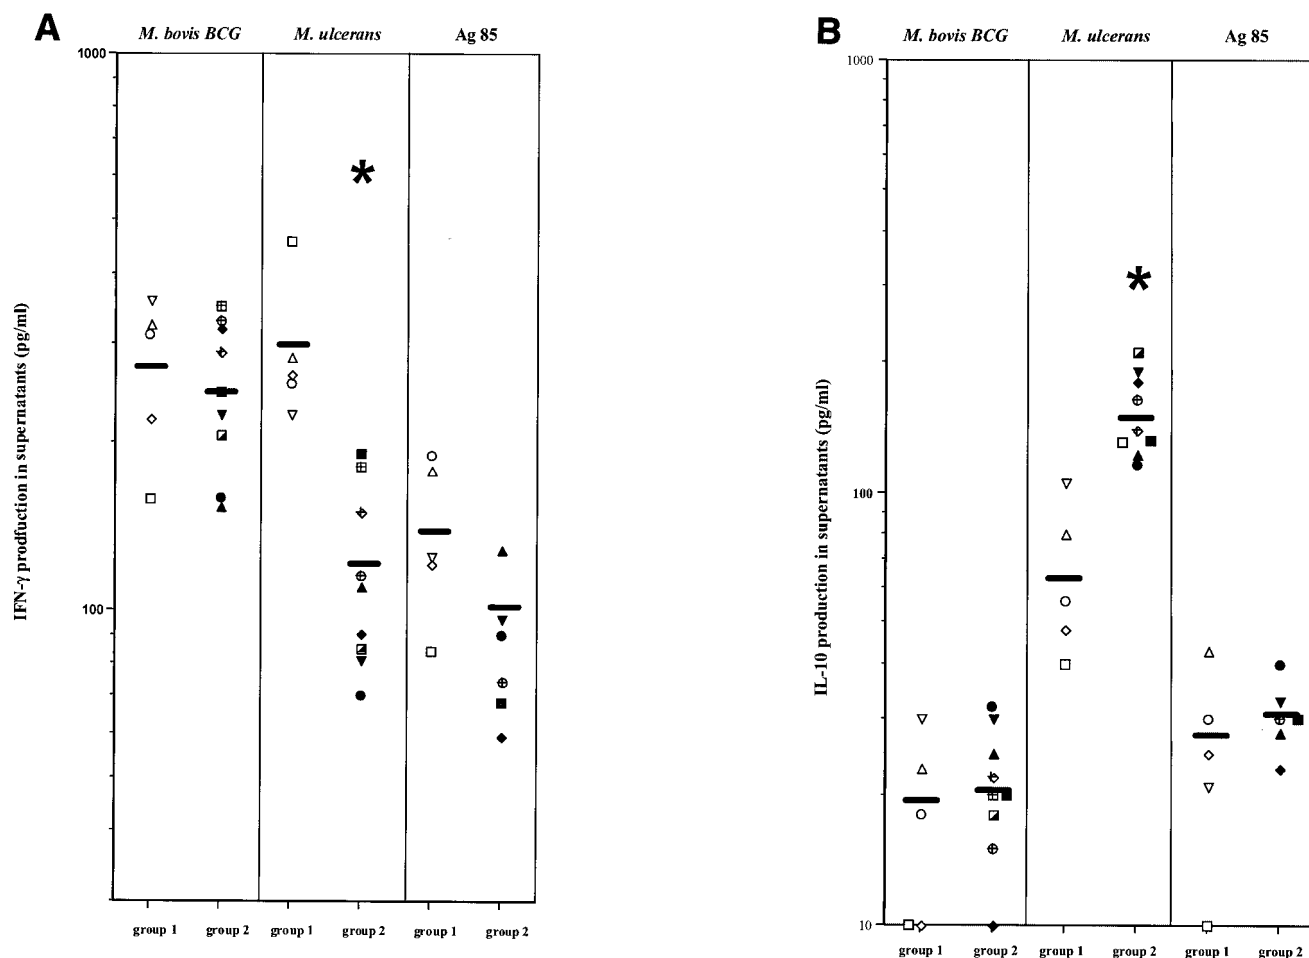 A
M. bovis BCG M. ulcerans Ag 85
1000
100
IFN-γ prodfuction in supernatants (pg/ml)
group 1 group 2 group 1 group 2 group 1 group 2
B
M. bovis BCG M. ulcerans Ag 85
1000
100
10
IL-10 production in supernatants (pg/ml)
group 1 group 2 group 1 group 2 group 1 group 2